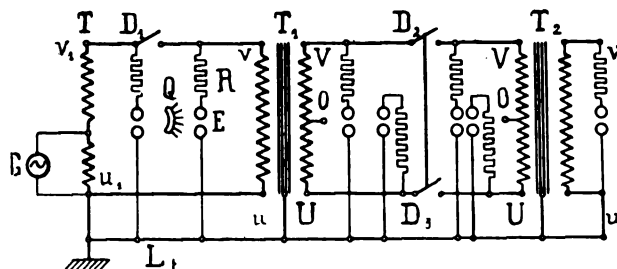 T D₁ T₁ D₂ T₂
v₁ v V V v
Q R O O
E
G
u₁
u U D₃ U u
L₁